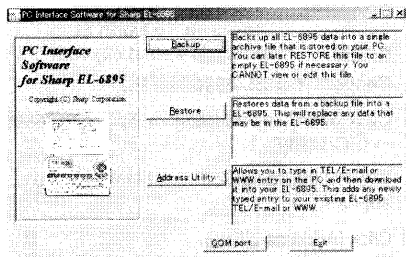 PC Interface Software for Sharp EL-6895
PC Interface
Software
for Sharp EL-6895
Copyright (C) Sharp Corporation
Backup
Backs up all EL-6895 data into a single
archive file that is stored on your PC.
You can later RESTORE this file to an
empty EL-6895 if necessary. You
CANNOT view or edit this file.
Restore
Restores data from a backup file into a
EL-6895. This will replace any data that
may be in the EL-6895.
Address Utility
Allows you to type in TEL/E-mail or
WWW entry on the PC and then download
it into your EL-6895. This adds any newly
typed entry to your existing EL-6895
TEL/E-mail or WWW.
COM port
Exit